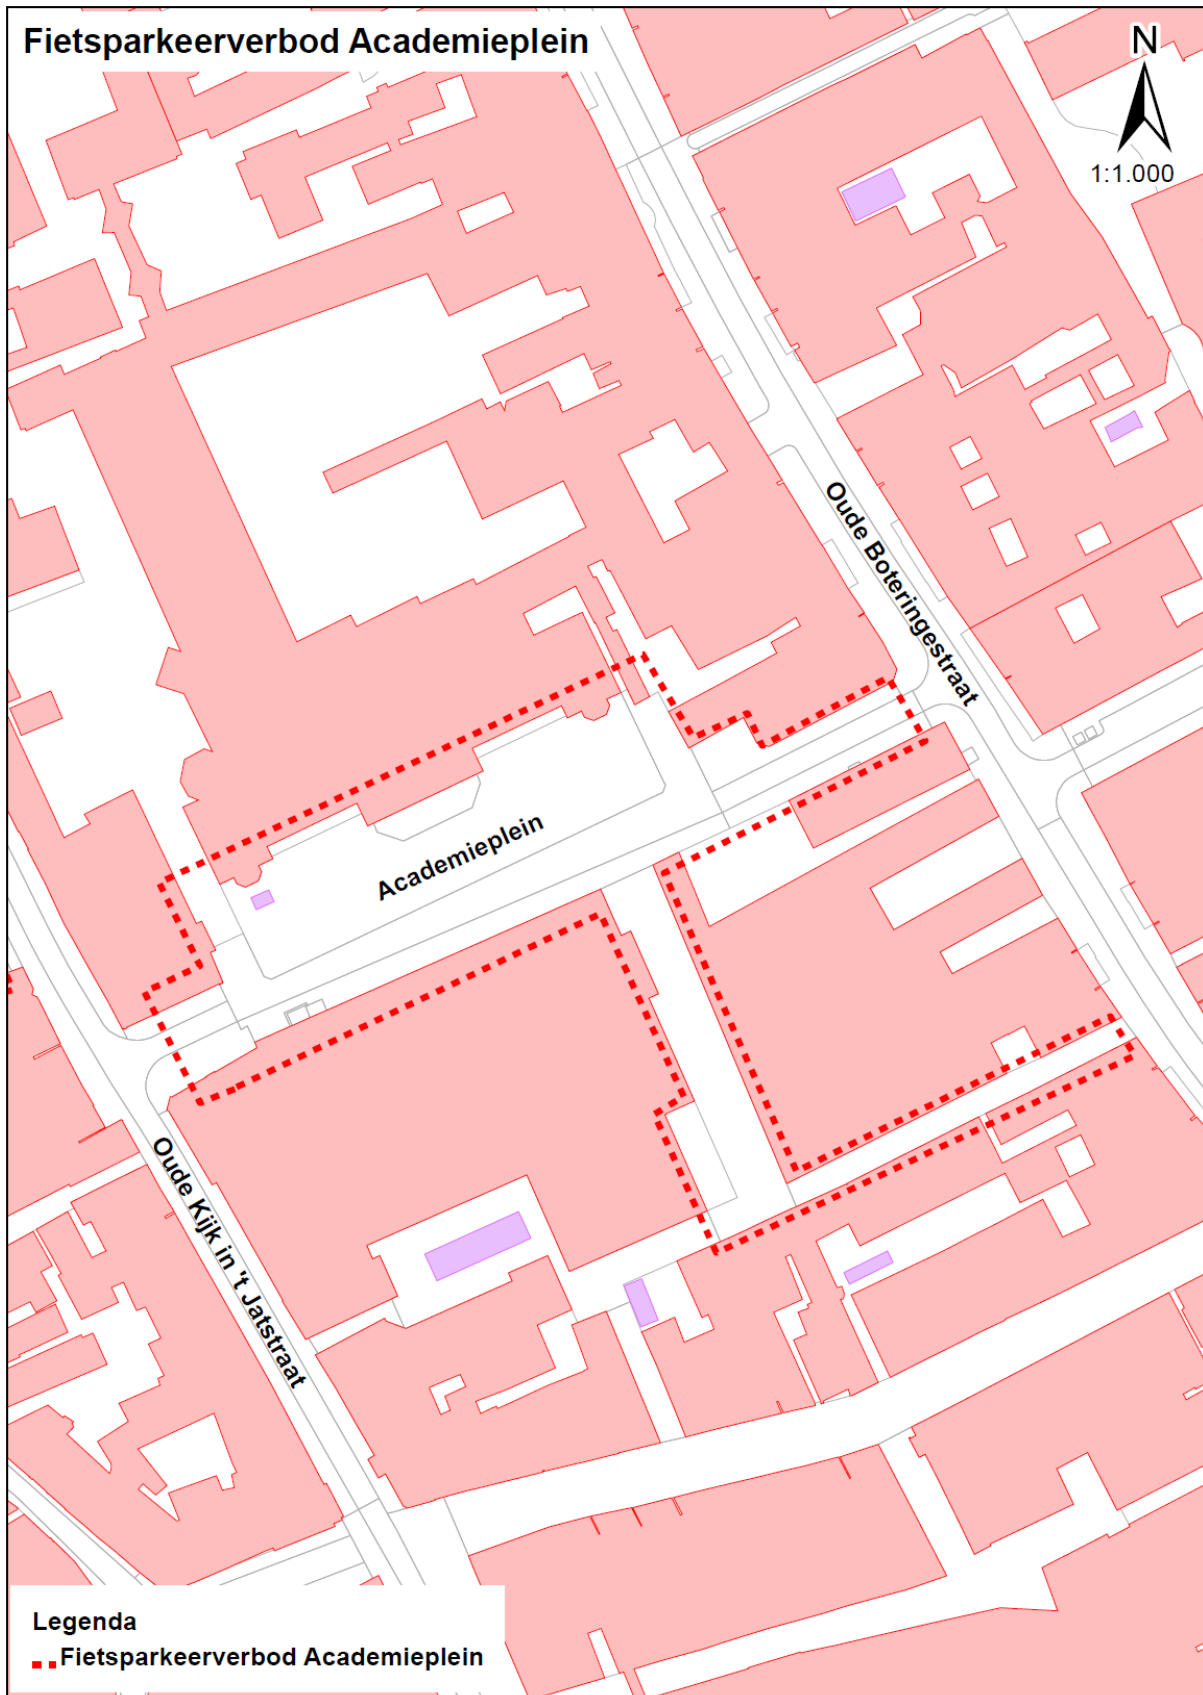 Fietsparkeerverbod Academieplein
N
1:1.000
Oude Boteringestraat
Academieplein
Oude Kijk in 't Jatstraat
Legenda
Fietsparkeerverbod Academieplein